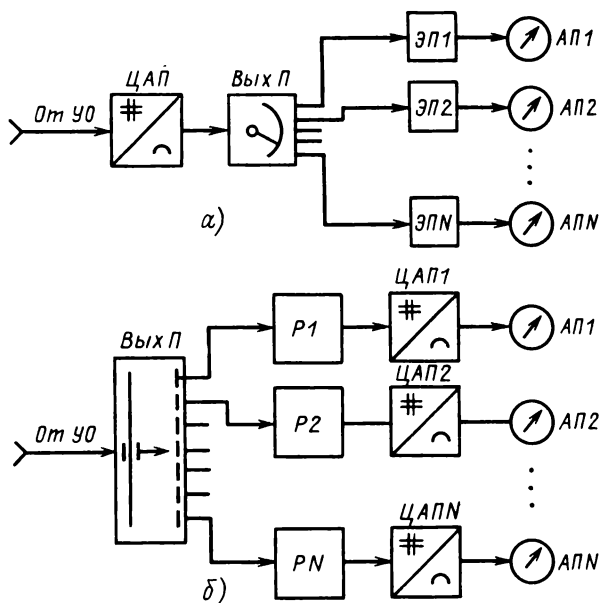 ЭП1
АП1
ЦАП
Вых П
От УО
#
ЭП2
АП2
а)
ЭПN
АПN
ЦАП1
Вых П
Р1
#
АП1
ЦАП2
От УО
Р2
#
АП2
ЦАПN
РN
#
АПN
б)